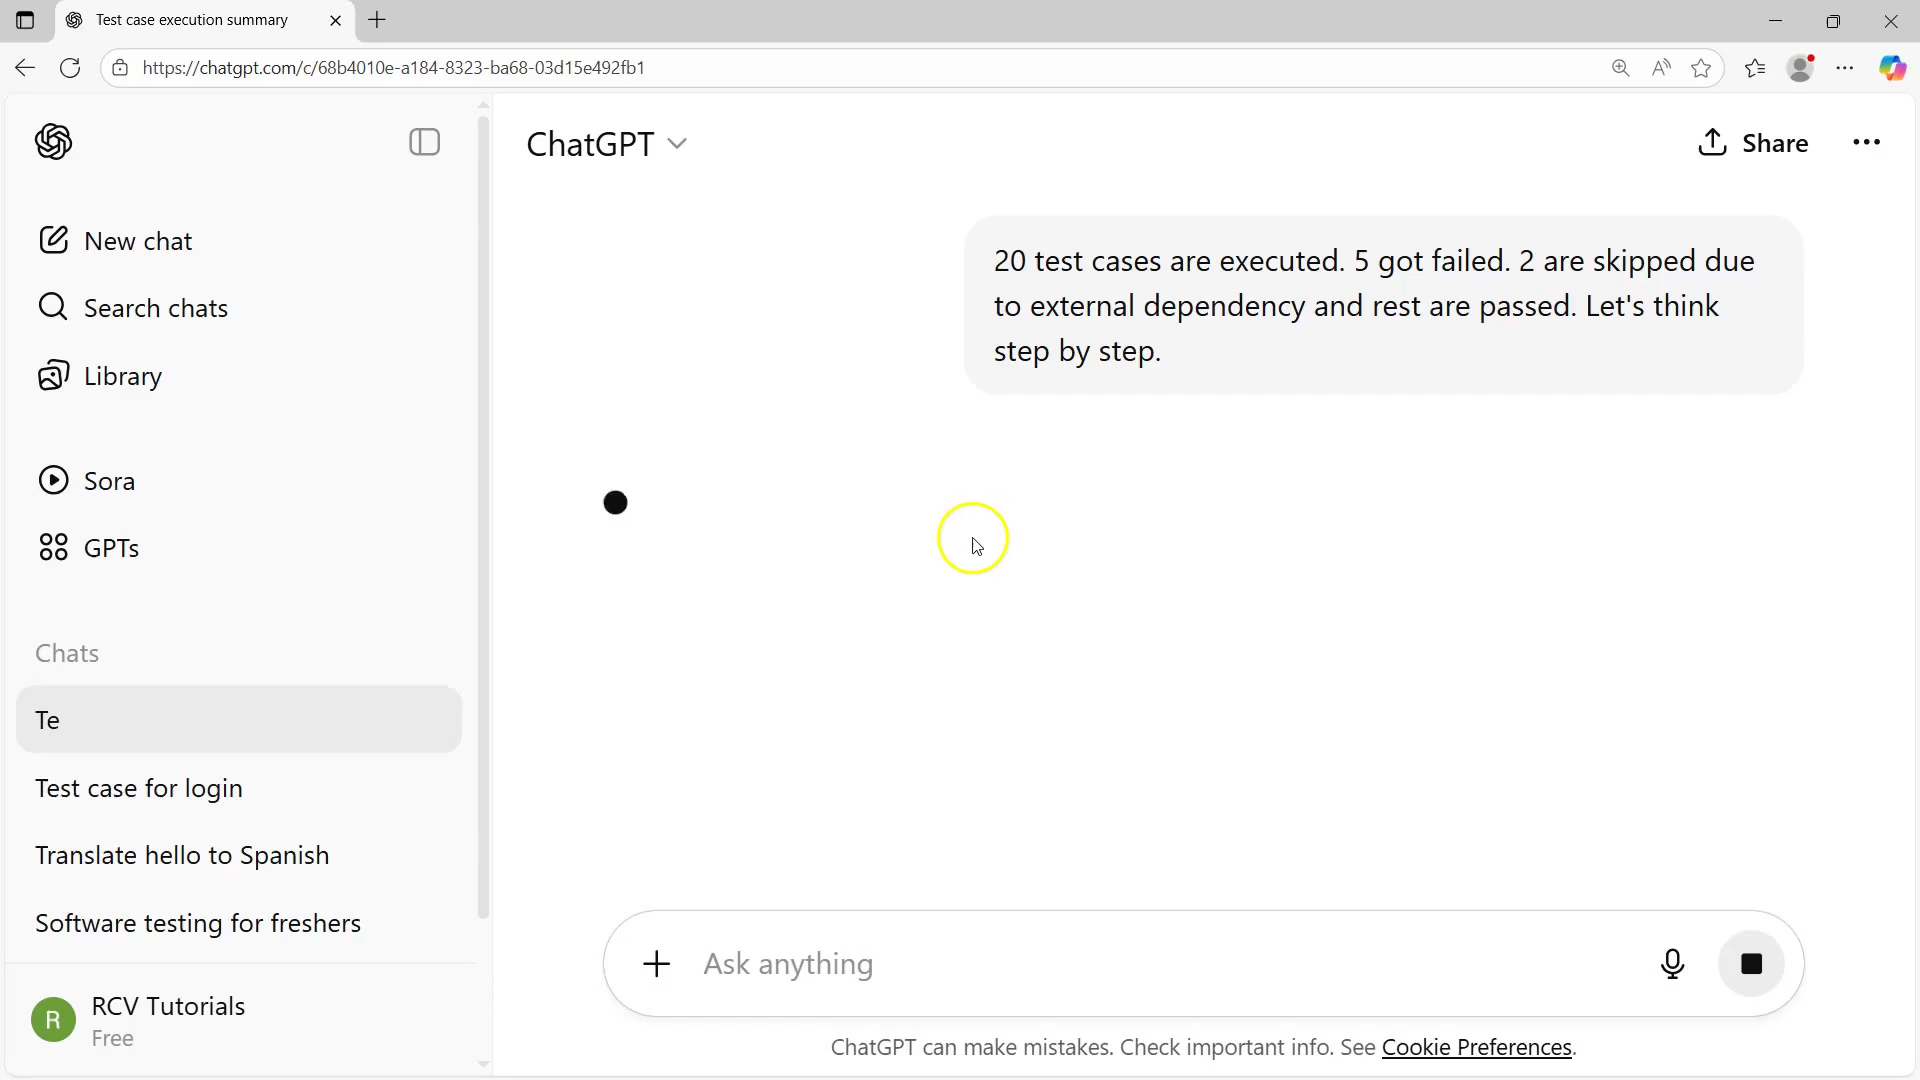 Test case execution summary
https://chatgpt.com/c/68b4010e-a184-8323-ba68-03d15e492fb1
ChatGPT
Share
New chat
Search chats
Library
Sora
GPTs
Chats
Te
Test case for login
Translate hello to Spanish
Software testing for freshers
R
RCV Tutorials
Free
20 test cases are executed. 5 got failed. 2 are skipped due
to external dependency and rest are passed. Let's think
step by step.
Ask anything
ChatGPT can make mistakes. Check important info. See Cookie Preferences.